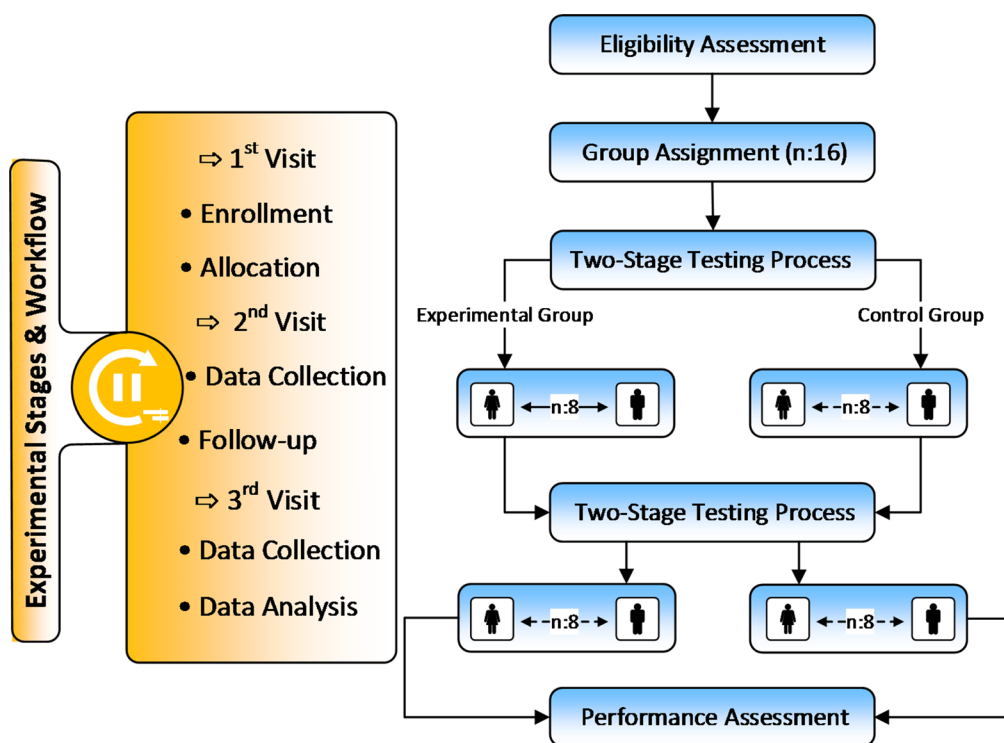 Experimental Stages & Workflow
⇨ 1st Visit
• Enrollment
• Allocation
⇨ 2nd Visit
• Data Collection
• Follow-up
⇨ 3rd Visit
• Data Collection
• Data Analysis
Eligibility Assessment
Group Assignment (n:16)
Two-Stage Testing Process
Experimental Group
Control Group
n:8
n:8
Two-Stage Testing Process
n:8
n:8
Performance Assessment